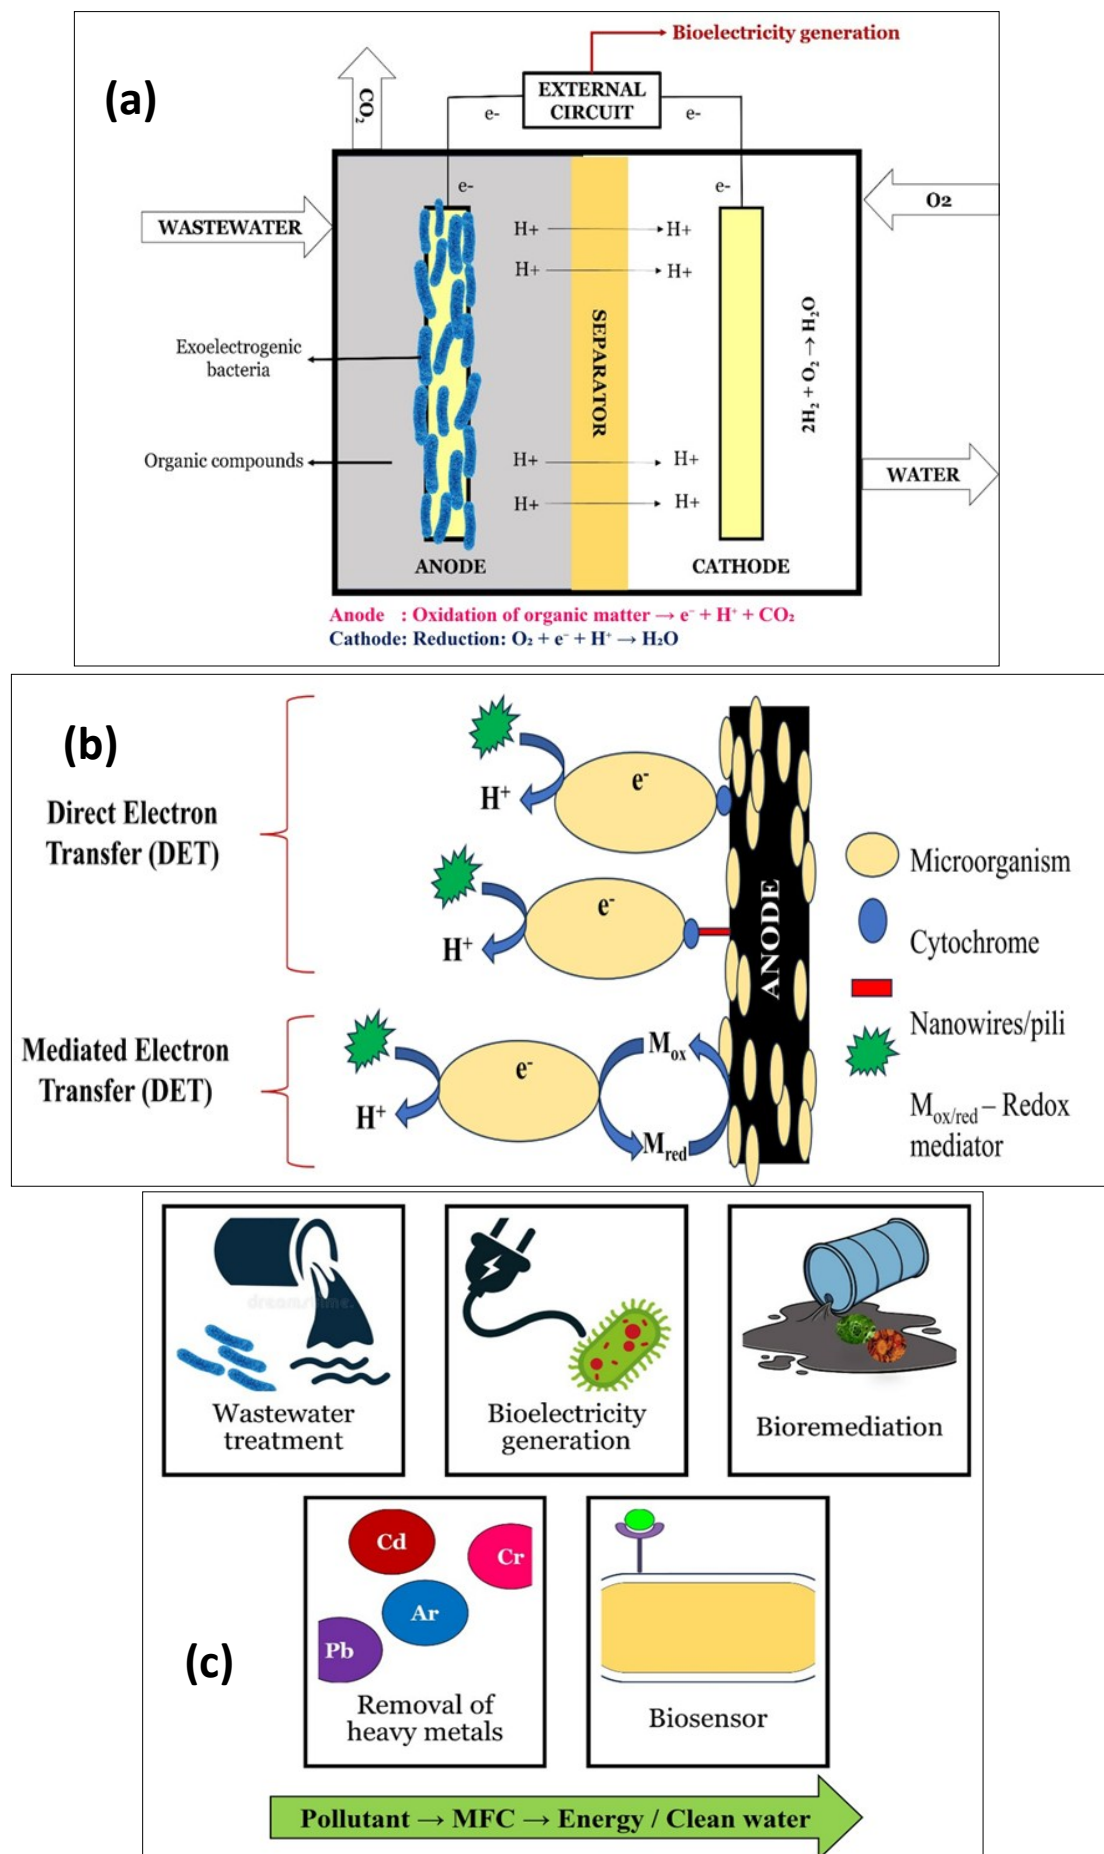 (a)
Bioelectricity generation
EXTERNAL
CIRCUIT
e-
e-
CO₂
e-
e-
WASTEWATER
O2
H+
H+
H+
H+
Exoelectrogenic
bacteria
SEPARATOR
2H₂ + O₂ → H₂O
Organic compounds
H+
H+
H+
H+
WATER
ANODE
CATHODE
Anode : Oxidation of organic matter → e⁻ + H⁺ + CO₂
Cathode: Reduction: O₂ + e⁻ + H⁺ → H₂O
(b)
Direct Electron
Transfer (DET)
e⁻
H⁺
e⁻
H⁺
Mediated Electron
Transfer (DET)
e⁻
H⁺
Mox
Mred
ANODE
Microorganism
Cytochrome
Nanowires/pili
Mox/red – Redox
mediator
dreamstime.
Wastewater
treatment
Bioelectricity
generation
Bioremediation
(c)
Cd
Cr
Ar
Pb
Removal of
heavy metals
Biosensor
Pollutant → MFC → Energy / Clean water